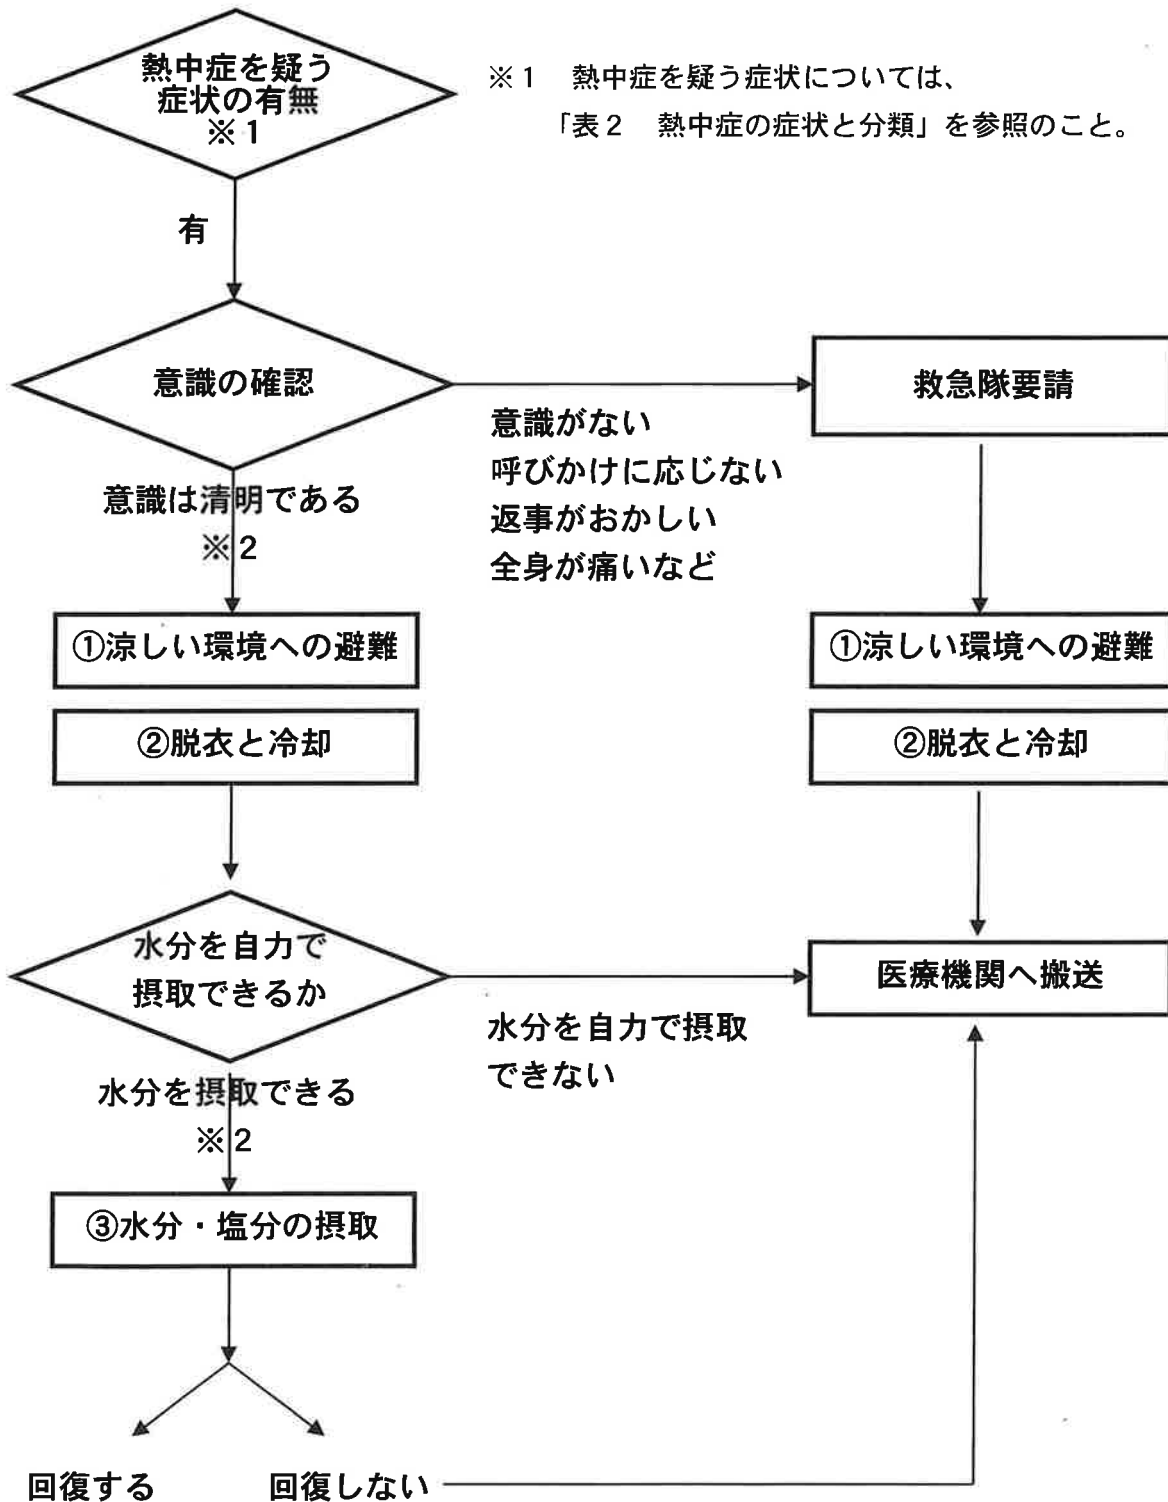 熱中症を疑う
症状の有無
※1
※1 熱中症を疑う症状については、
「表2 熱中症の症状と分類」を参照のこと。
有
意識の確認
救急隊要請
意識がない
呼びかけに応じない
返事がおかしい
全身が痛いなど
意識は清明である
※2
①涼しい環境への避難
①涼しい環境への避難
②脱衣と冷却
②脱衣と冷却
水分を自力で
摂取できるか
医療機関へ搬送
水分を自力で摂取
できない
水分を摂取できる
※2
③水分・塩分の摂取
回復する
回復しない